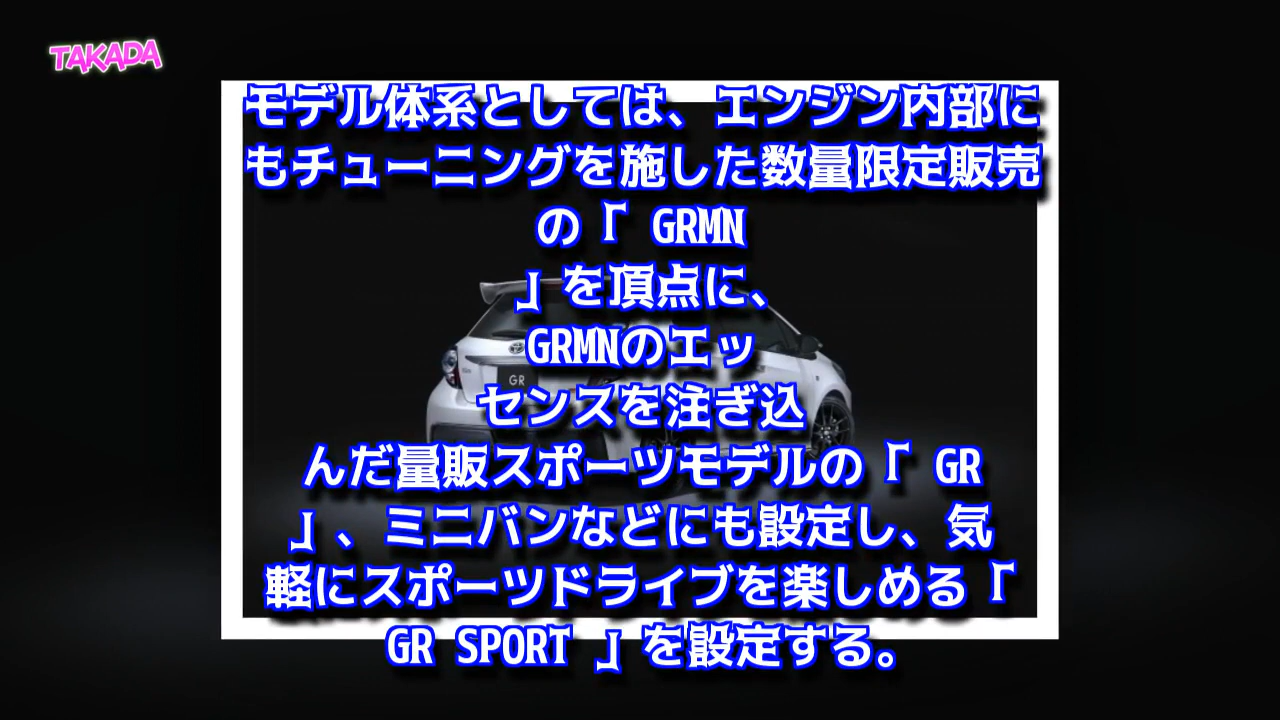 TAKADA
モデル体系としては、エンジン内部に
もチューニングを施した数量限定販売
の「 GRMN
」を頂点に、
GRMNのエッ
センスを注ぎ込
んだ量販スポーツモデルの「 GR
」、ミニバンなどにも設定し、気
軽にスポーツドライブを楽しめる「
GR SPORT 」を設定する。
GR